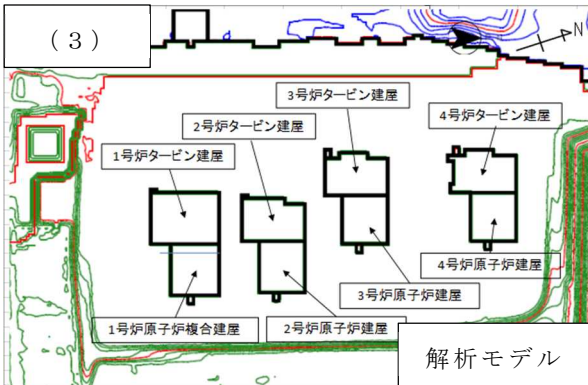 （３）
N
3号炉タービン建屋
4号炉タービン建屋
2号炉タービン建屋
1号炉タービン建屋
4号炉原子炉建屋
3号炉原子炉建屋
1号炉原子炉複合建屋
2号炉原子炉建屋
解析モデル